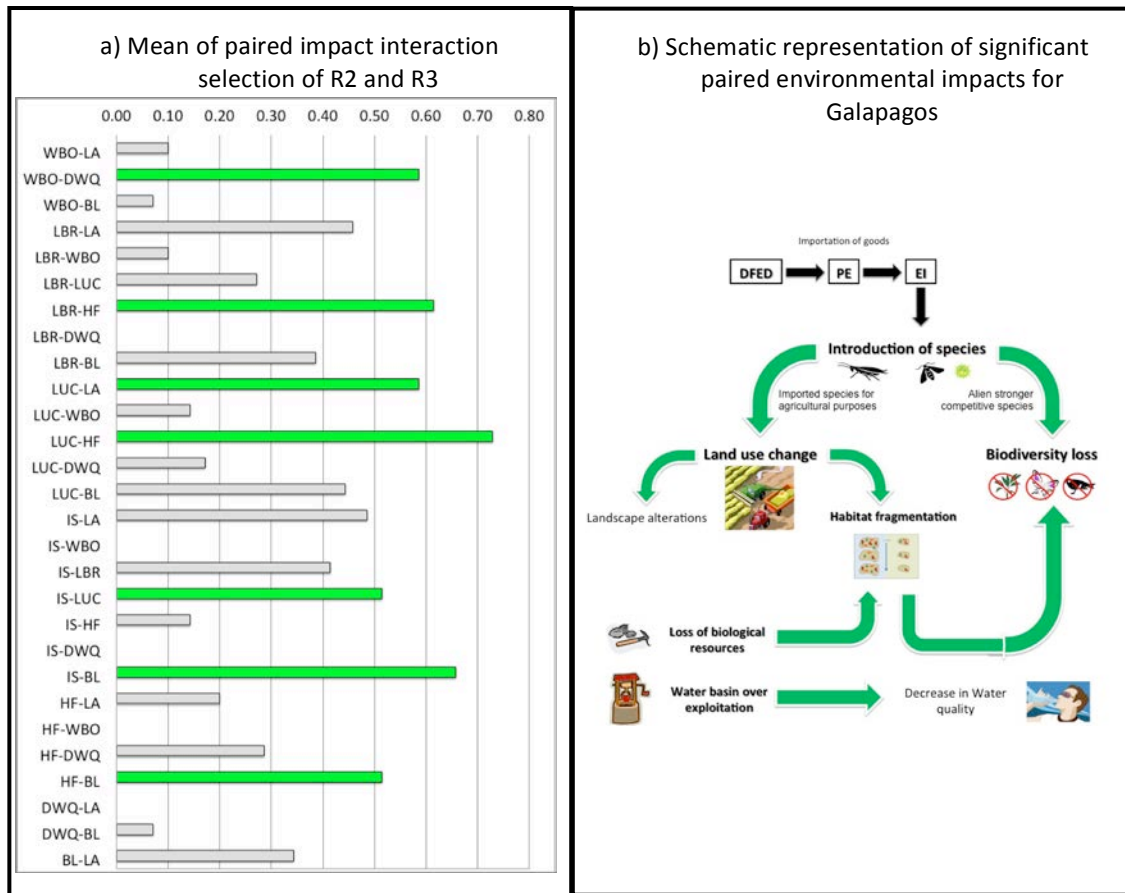 a) Mean of paired impact interaction
selection of R2 and R3
0.00 0.10 0.20 0.30 0.40 0.50 0.60 0.70 0.80
WBO-LA
WBO-DWQ
WBO-BL
LBR-LA
LBR-WBO
LBR-LUC
LBR-HF
LBR-DWQ
LBR-BL
LUC-LA
LUC-WBO
LUC-HF
LUC-DWQ
LUC-BL
IS-LA
IS-WBO
IS-LBR
IS-LUC
IS-HF
IS-DWQ
IS-BL
HF-LA
HF-WBO
HF-DWQ
HF-BL
DWQ-LA
DWQ-BL
BL-LA
b) Schematic representation of significant
paired environmental impacts for
Galapagos
Importation of goods
DFED PE EI
Introduction of species
Imported species for
agricultural purposes
Alien stronger
competitive species
Land use change
Biodiversity loss
Landscape alterations
Habitat fragmentation
Loss of biological
resources
Water basin over
exploitation
Decrease in Water
quality